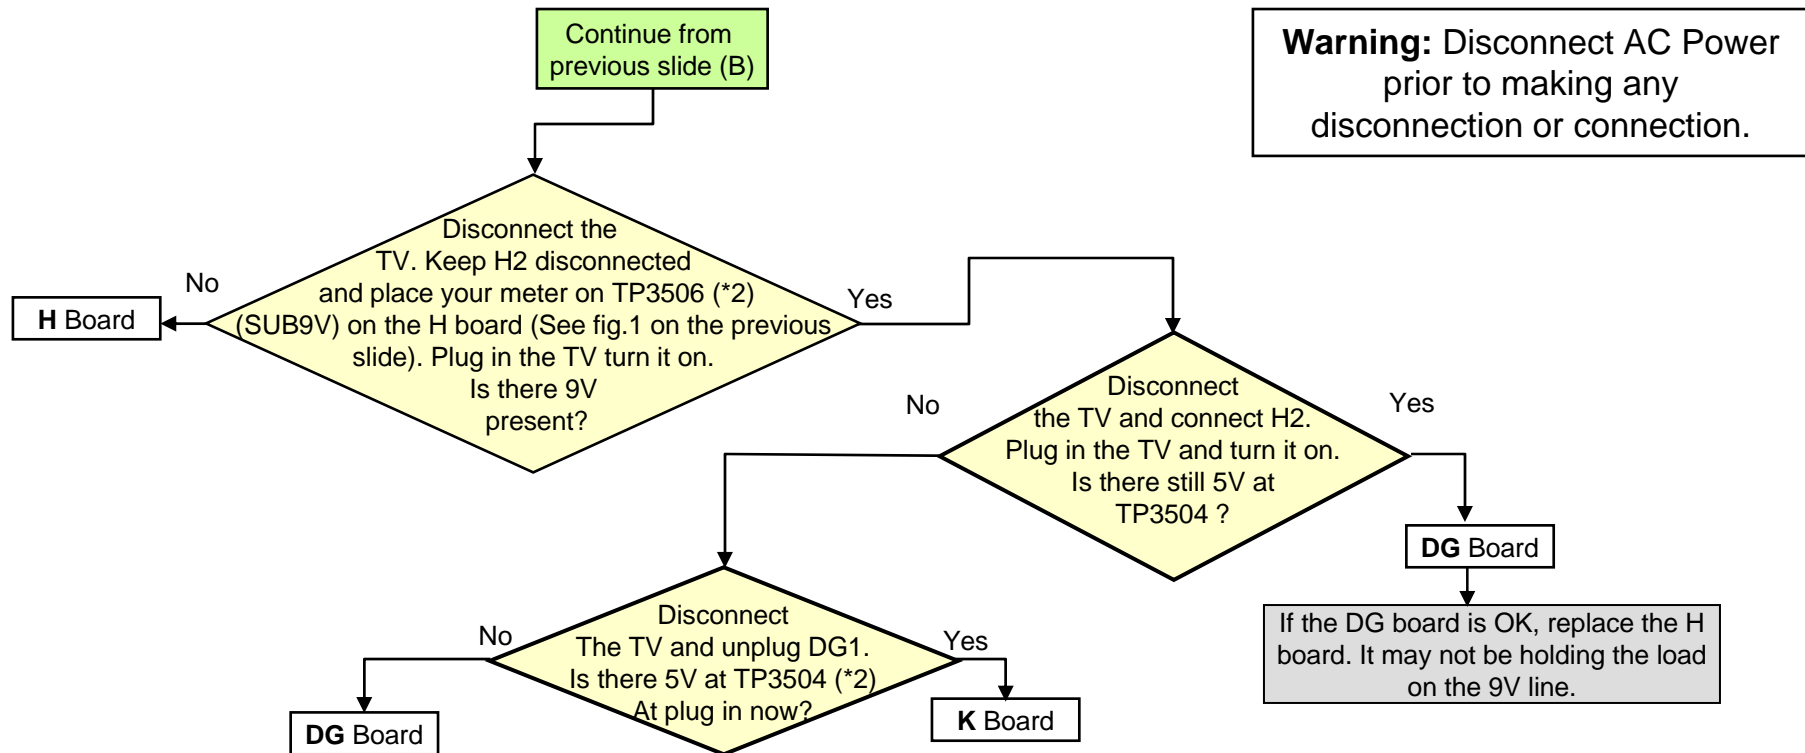 Continue from
previous slide (B)
Warning: Disconnect AC Power
prior to making any
disconnection or connection.
Disconnect the
TV. Keep H2 disconnected
and place your meter on TP3506 (*2)
(SUB9V) on the H board (See fig.1 on the previous
slide). Plug in the TV turn it on.
Is there 9V
present?
No
H Board
Yes
Disconnect
the TV and connect H2.
Plug in the TV and turn it on.
Is there still 5V at
TP3504 ?
No
Yes
DG Board
If the DG board is OK, replace the H
board. It may not be holding the load
on the 9V line.
Disconnect
The TV and unplug DG1.
Is there 5V at TP3504 (*2)
At plug in now?
No
Yes
DG Board
K Board